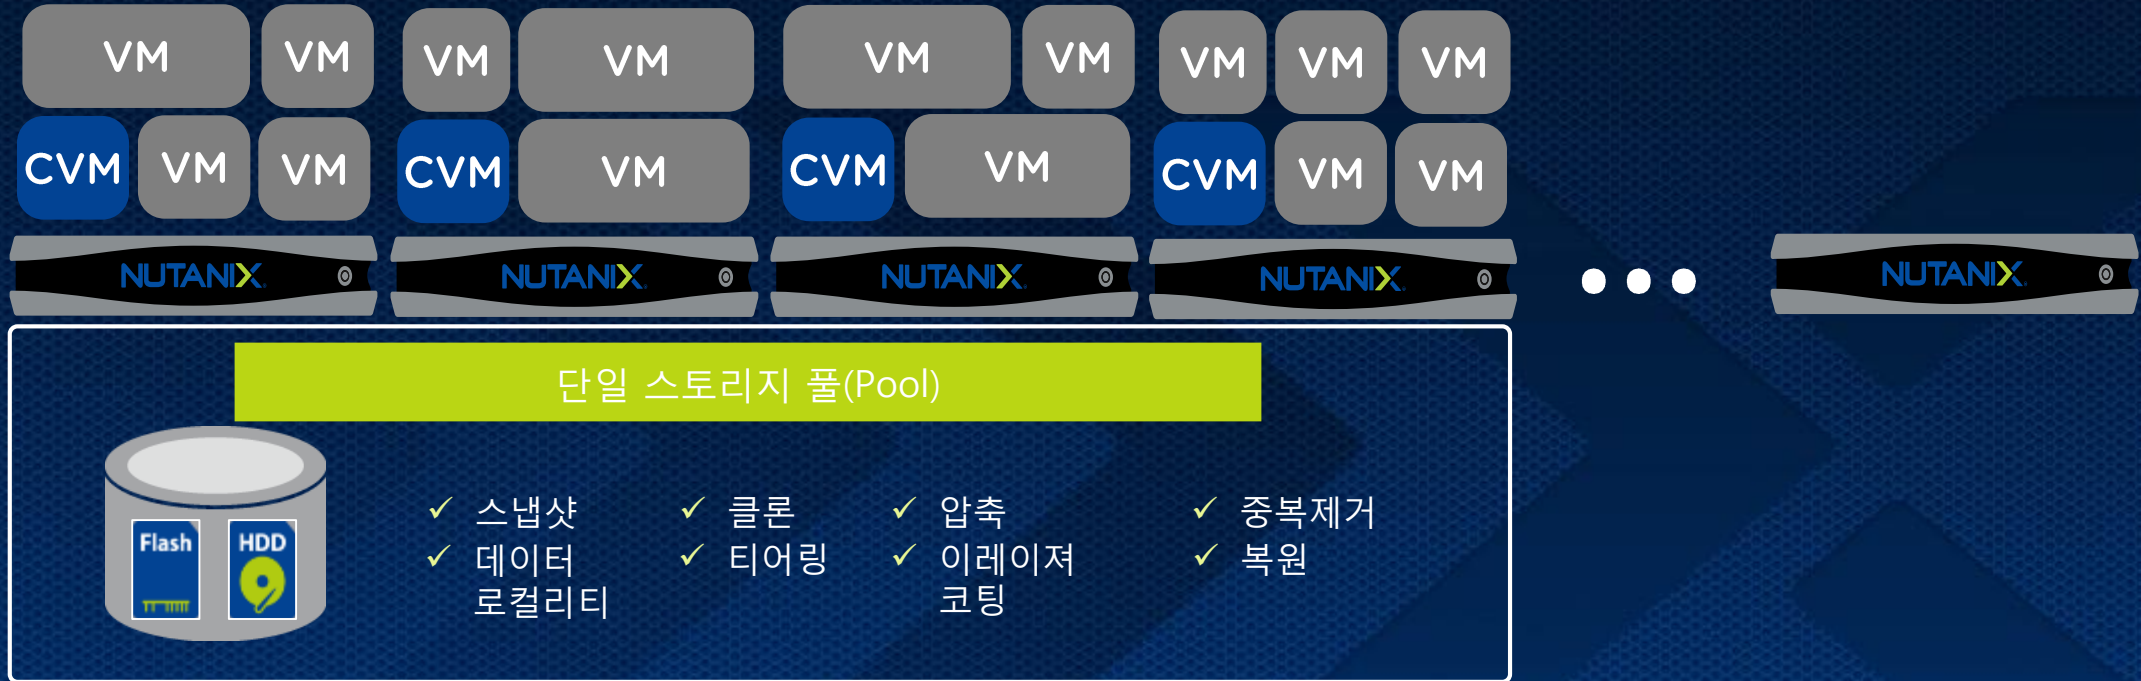 VM VM VM VM VM VM VM VM VM
CVM VM VM CVM VM CVM VM CVM VM VM
NUTANIX NUTANIX NUTANIX NUTANIX NUTANIX
단일 스토리지 풀(Pool)
Flash HDD
✓ 스냅샷 ✓ 클론 ✓ 압축 ✓ 중복제거
✓ 데이터 ✓ 티어링 ✓ 이레이져 ✓ 복원
로컬리티 코팅